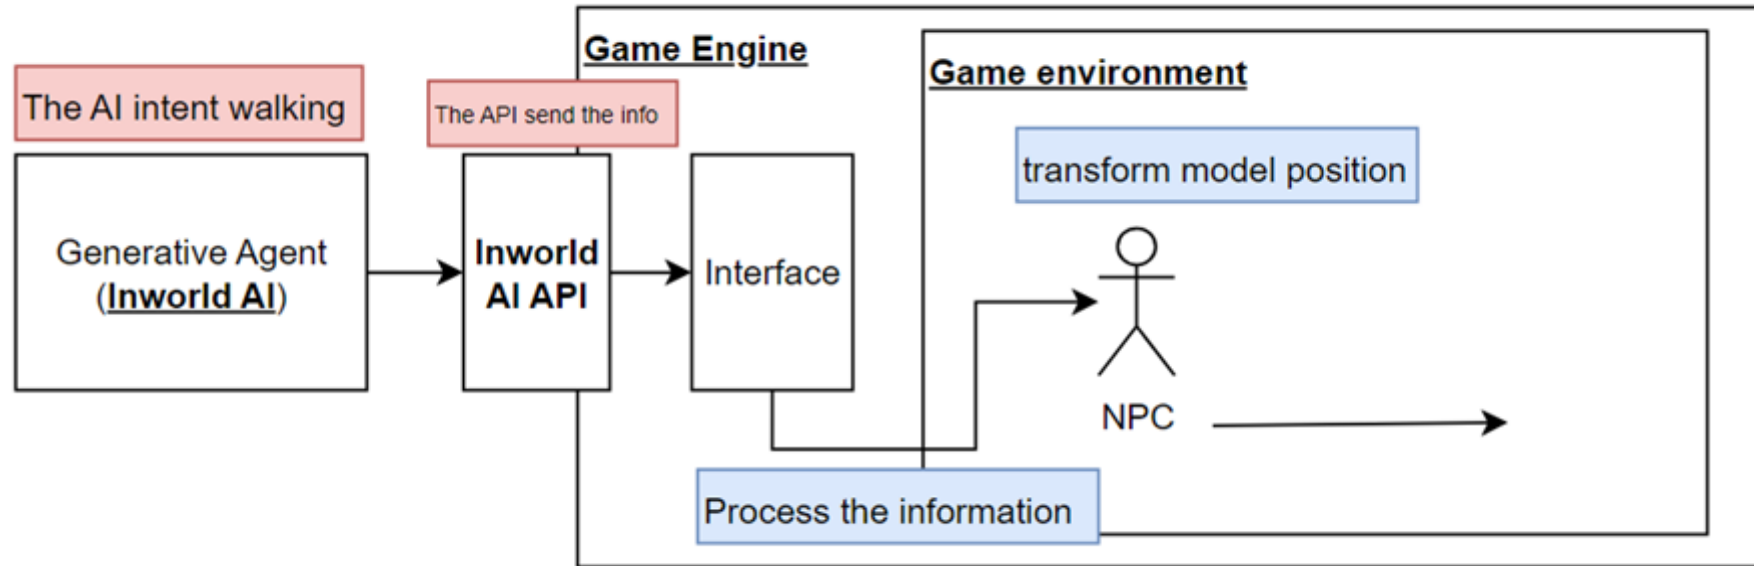 Game Engine
Game environment
The AI intent walking
The API send the info
transform model position
Generative Agent
(Inworld AI)
Inworld
AI API
Interface
NPC
Process the information